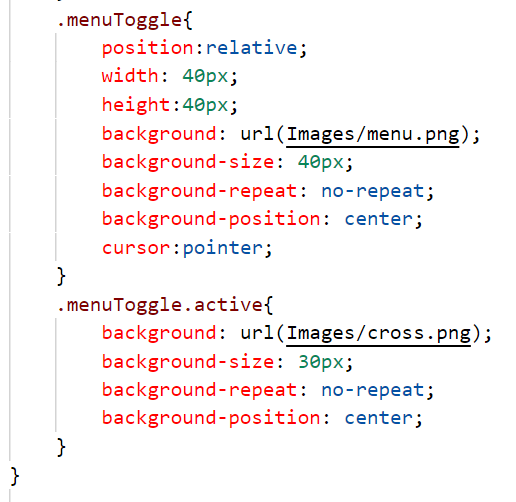 .menuToggle{
position:relative;
width: 40px;
height:40px;
background: url(Images/menu.png);
background-size: 40px;
background-repeat: no-repeat;
background-position: center;
cursor:pointer;
}
.menuToggle.active{
background: url(Images/cross.png);
background-size: 30px;
background-repeat: no-repeat;
background-position: center;
}
}